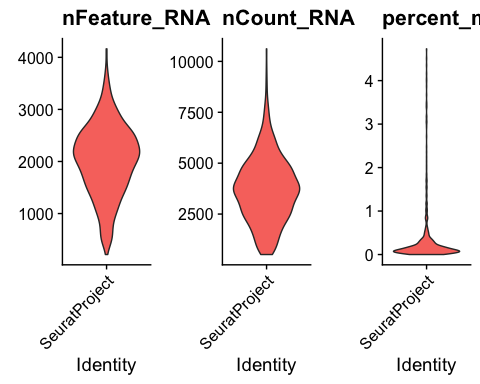 nFeature_RNA
4000
3000
2000
1000
SeuratProject
Identity
nCount_RNA
10000
7500
5000
2500
SeuratProject
Identity
4
3
2
1
0
SeuratProject
Identity